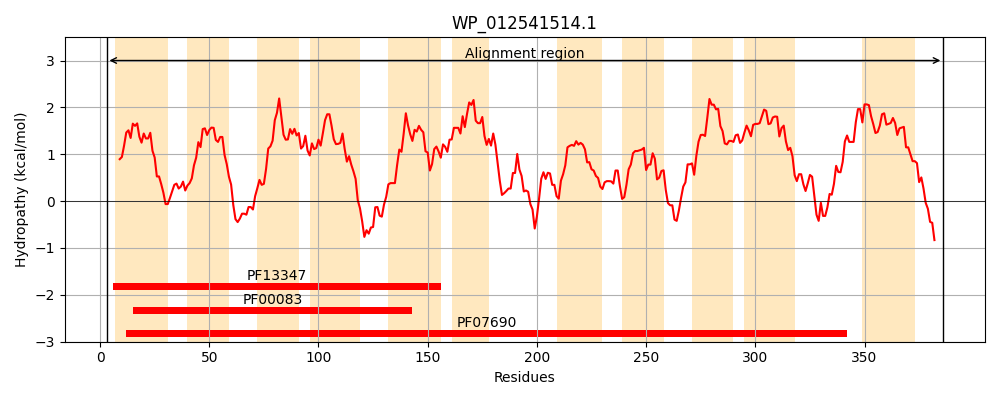 WP_012541514.1
Alignment region
3
2
1
0
−1
−2
−3
Hydropathy (kcal/mol)
PF13347
PF00083
PF07690
0 50 100 150 200 250 300 350
Residues